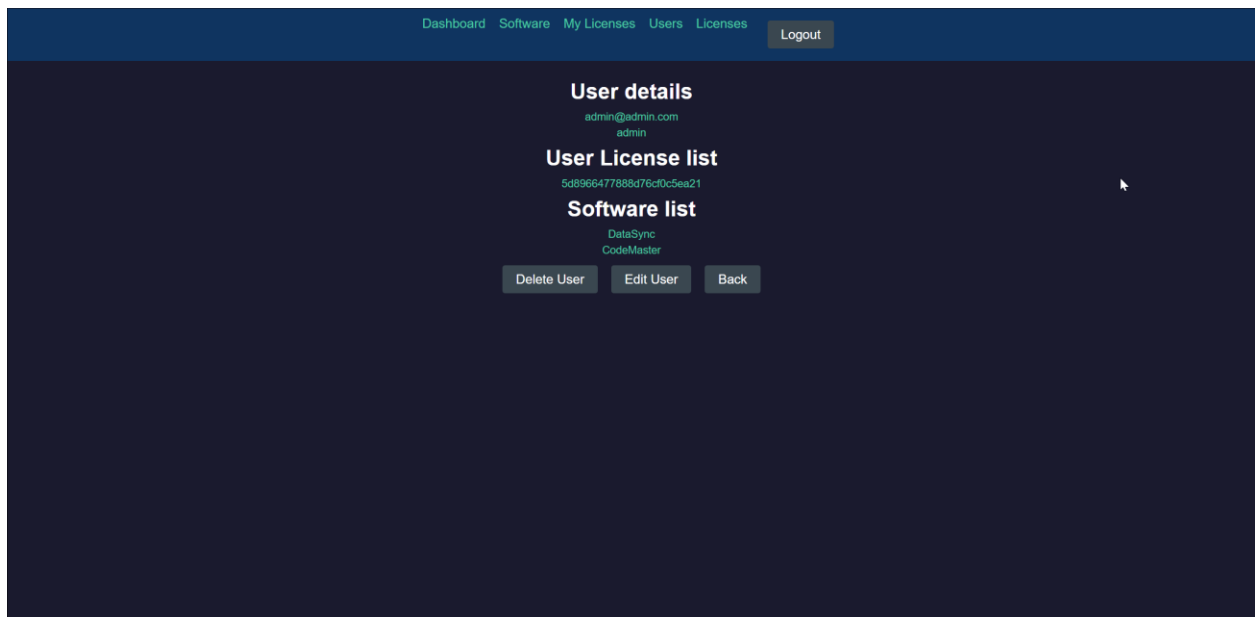 Dashboard Software My Licenses Users Licenses Logout
User details
admin@admin.com
admin
User License list
5d8966477888d76cf0c5ea21
Software list
DataSync
CodeMaster
Delete User Edit User Back